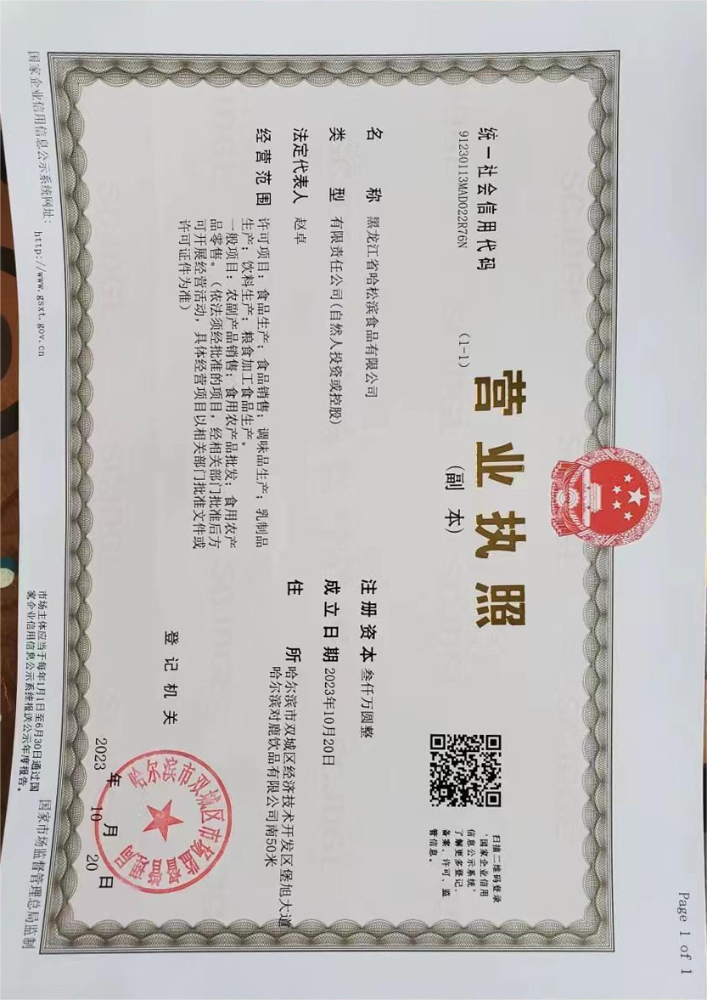 Page 1 of 1
营业执照
(副 本)
统一社会信用代码
91230113MAD022R76N
(1-1)
扫描二维码登录
‘国家企业信用
信息公示系统’
了解更多登记、
备案、许可、监
管信息。
名 称 黑龙江省哈松滨食品有限公司
类 型 有限责任公司(自然人投资或控股)
法定代表人 赵卓
经营范围 许可项目：食品生产；食品销售；调味品生产；乳制品
生产；饮料生产；粮食加工食品生产。
一般项目：农副产品销售；食用农产品批发；食用农产
品零售。（依法须经批准的项目，经相关部门批准后方
可开展经营活动，具体经营项目以相关部门批准文件或
许可证件为准）
注册资本 叁仟万圆整
成立日期 2023年10月20日
住 所 哈尔滨市双城区经济技术开发区堡旭大道
哈尔滨对鹿饮品有限公司南50米
登记机关
哈尔滨市双城区市场监督管理局
2023 年 10 月 20 日
国家企业信用信息公示系统网址：http://www.gsxt.gov.cn
市场主体应当于每年1月1日至6月30日通过国
家企业信用信息公示系统报送公示年度报告。
国家市场监督管理总局监制